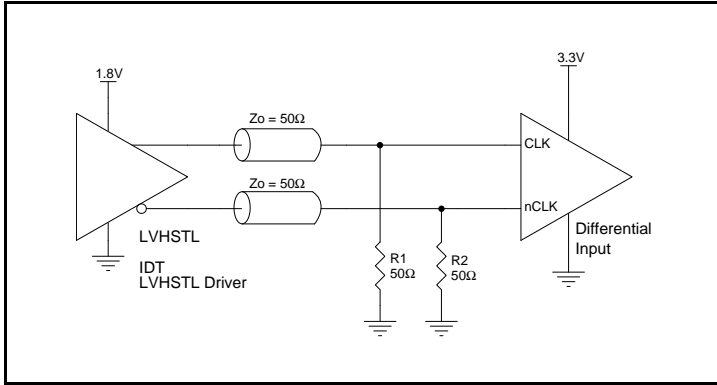 1.8V
3.3V
Zo = 50Ω
CLK
Zo = 50Ω
nCLK
LVHSTL
IDT
LVHSTL Driver
R1
50Ω
R2
50Ω
Differential
Input